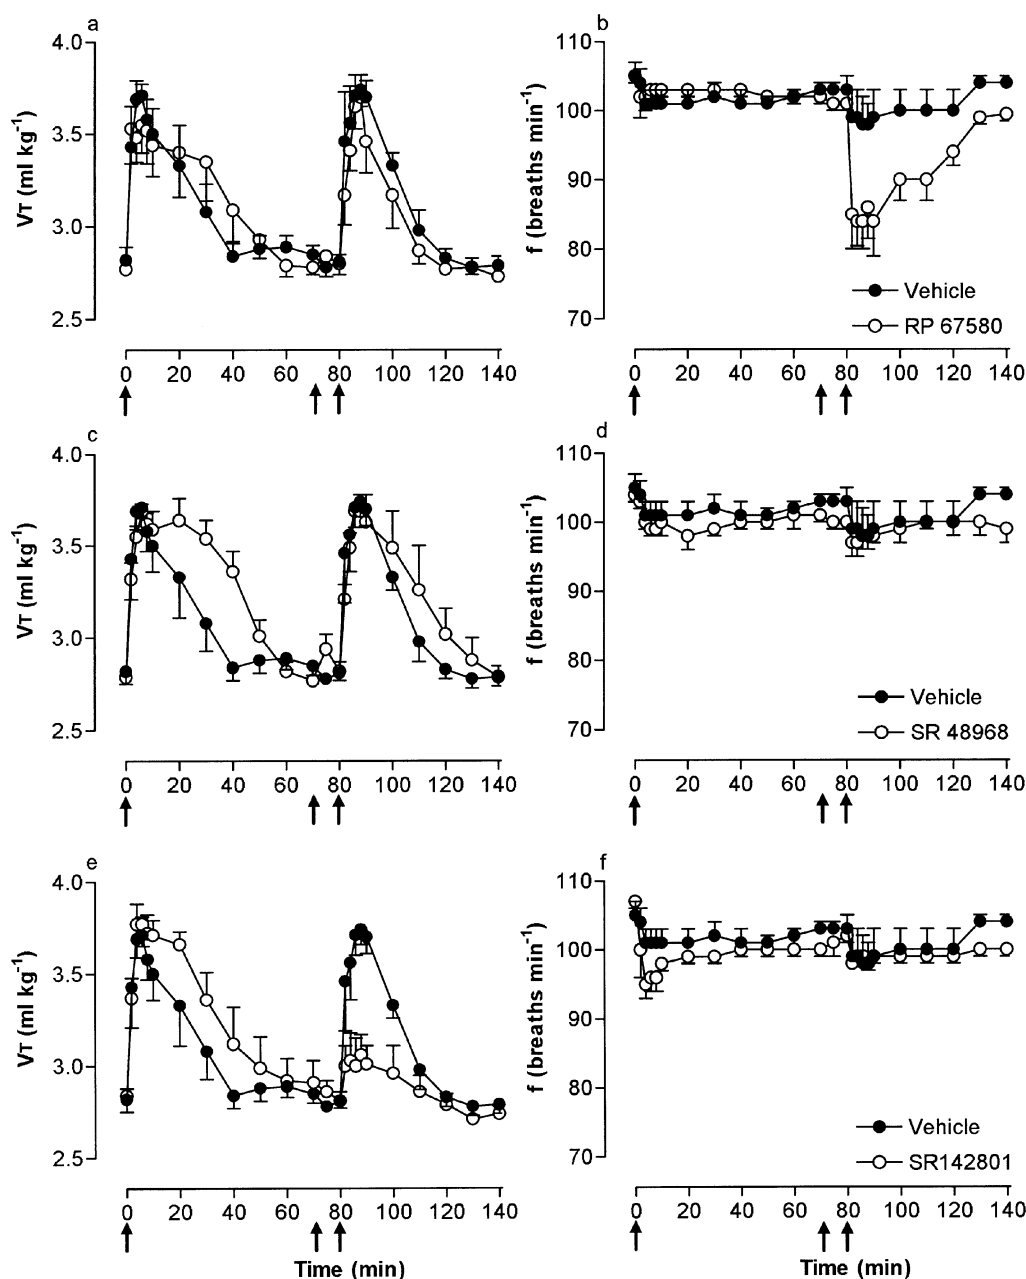 a
VT (ml kg-1)
4.0
3.5
3.0
2.5
0 20 40 60 80 100 120 140
b
f (breaths min-1)
110
100
90
80
70
Vehicle
RP 67580
0 20 40 60 80 100 120 140
c
VT (ml kg-1)
4.0
3.5
3.0
2.5
0 20 40 60 80 100 120 140
d
f (breaths min-1)
110
100
90
80
70
Vehicle
SR 48968
0 20 40 60 80 100 120 140
e
VT (ml kg-1)
4.0
3.5
3.0
2.5
0 20 40 60 80 100 120 140
Time (min)
f
f (breaths min-1)
110
100
90
80
70
Vehicle
SR142801
0 20 40 60 80 100 120 140
Time (min)